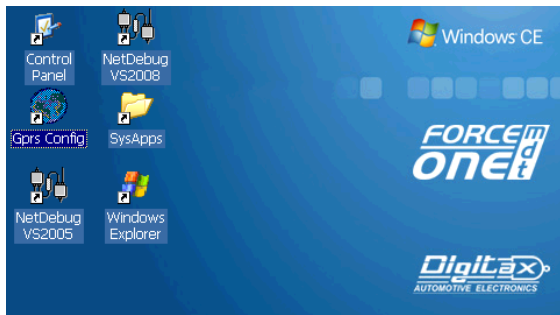 Control
Panel
NetDebug
VS2008
Gprs Config
SysApps
NetDebug
VS2005
Windows
Explorer
Windows CE
FORCE
ONE
mdt
Digitax
AUTOMOTIVE ELECTRONICS